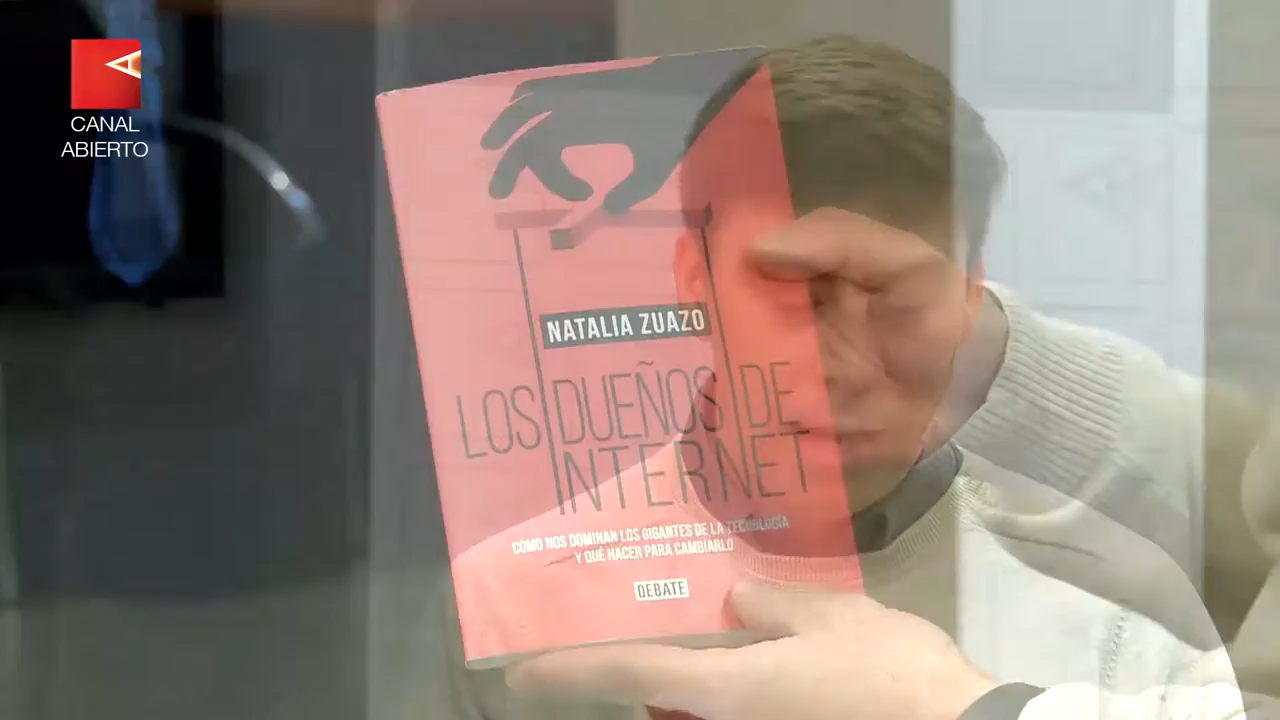 CANAL
ABIERTO
NATALIA ZUAZO
LOS DUEÑOS DE
INTERNET
CÓMO NOS DOMINAN LOS GIGANTES DE LA TECNOLOGÍA
Y QUÉ HACER PARA CAMBIARLO
DEBATE